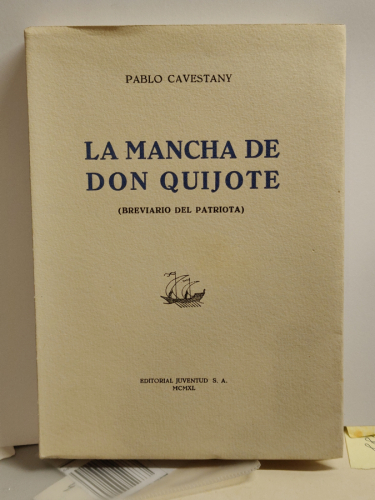 PABLO CAVESTANY
LA MANCHA DE
DON QUIJOTE
(BREVIARIO DEL PATRIOTA)
EDITORIAL JUVENTUD S. A.
MCMXL